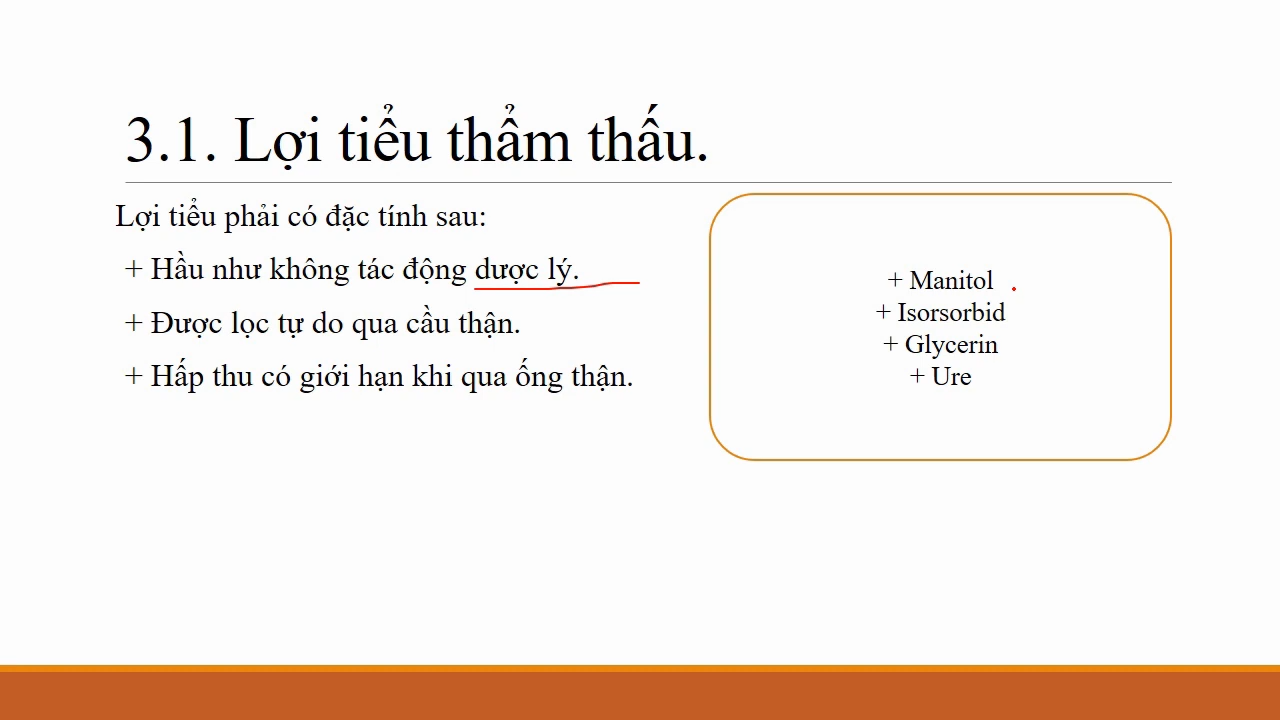 3.1. Lợi tiểu thẩm thấu.
Lợi tiểu phải có đặc tính sau:
+ Hầu như không tác động dược lý.
+ Được lọc tự do qua cầu thận.
+ Hấp thu có giới hạn khi qua ống thận.
+ Manitol
+ Isorsorbid
+ Glycerin
+ Ure